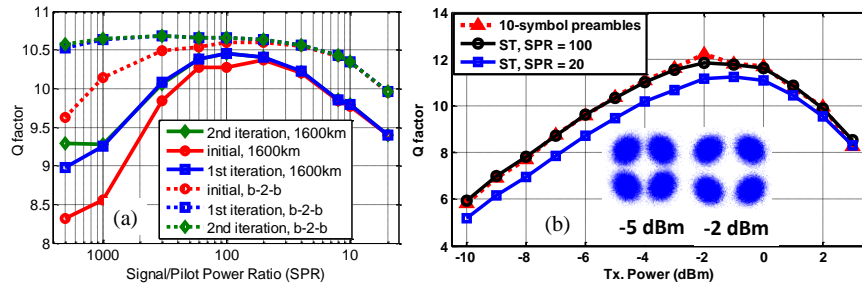 11
10.5
10
9.5
9
8.5
8
Q factor
1000
100
10
Signal/Pilot Power Ratio (SPR)
(a)
2nd iteration, 1600km
initial, 1600km
1st iteration, 1600km
initial, b-2-b
1st iteration, b-2-b
2nd iteration, b-2-b
14
12
10
8
6
4
Q factor
10-symbol preambles
ST, SPR = 100
ST, SPR = 20
(b)
-5 dBm
-2 dBm
-10
-8
-6
-4
-2
0
2
Tx. Power (dBm)